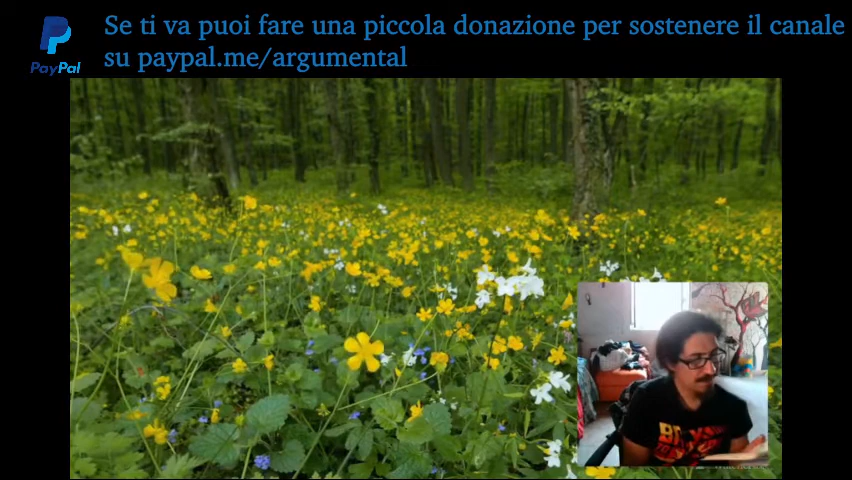 Se ti va puoi fare una piccola donazione per sostenere il canale
su paypal.me/argumental
PayPal